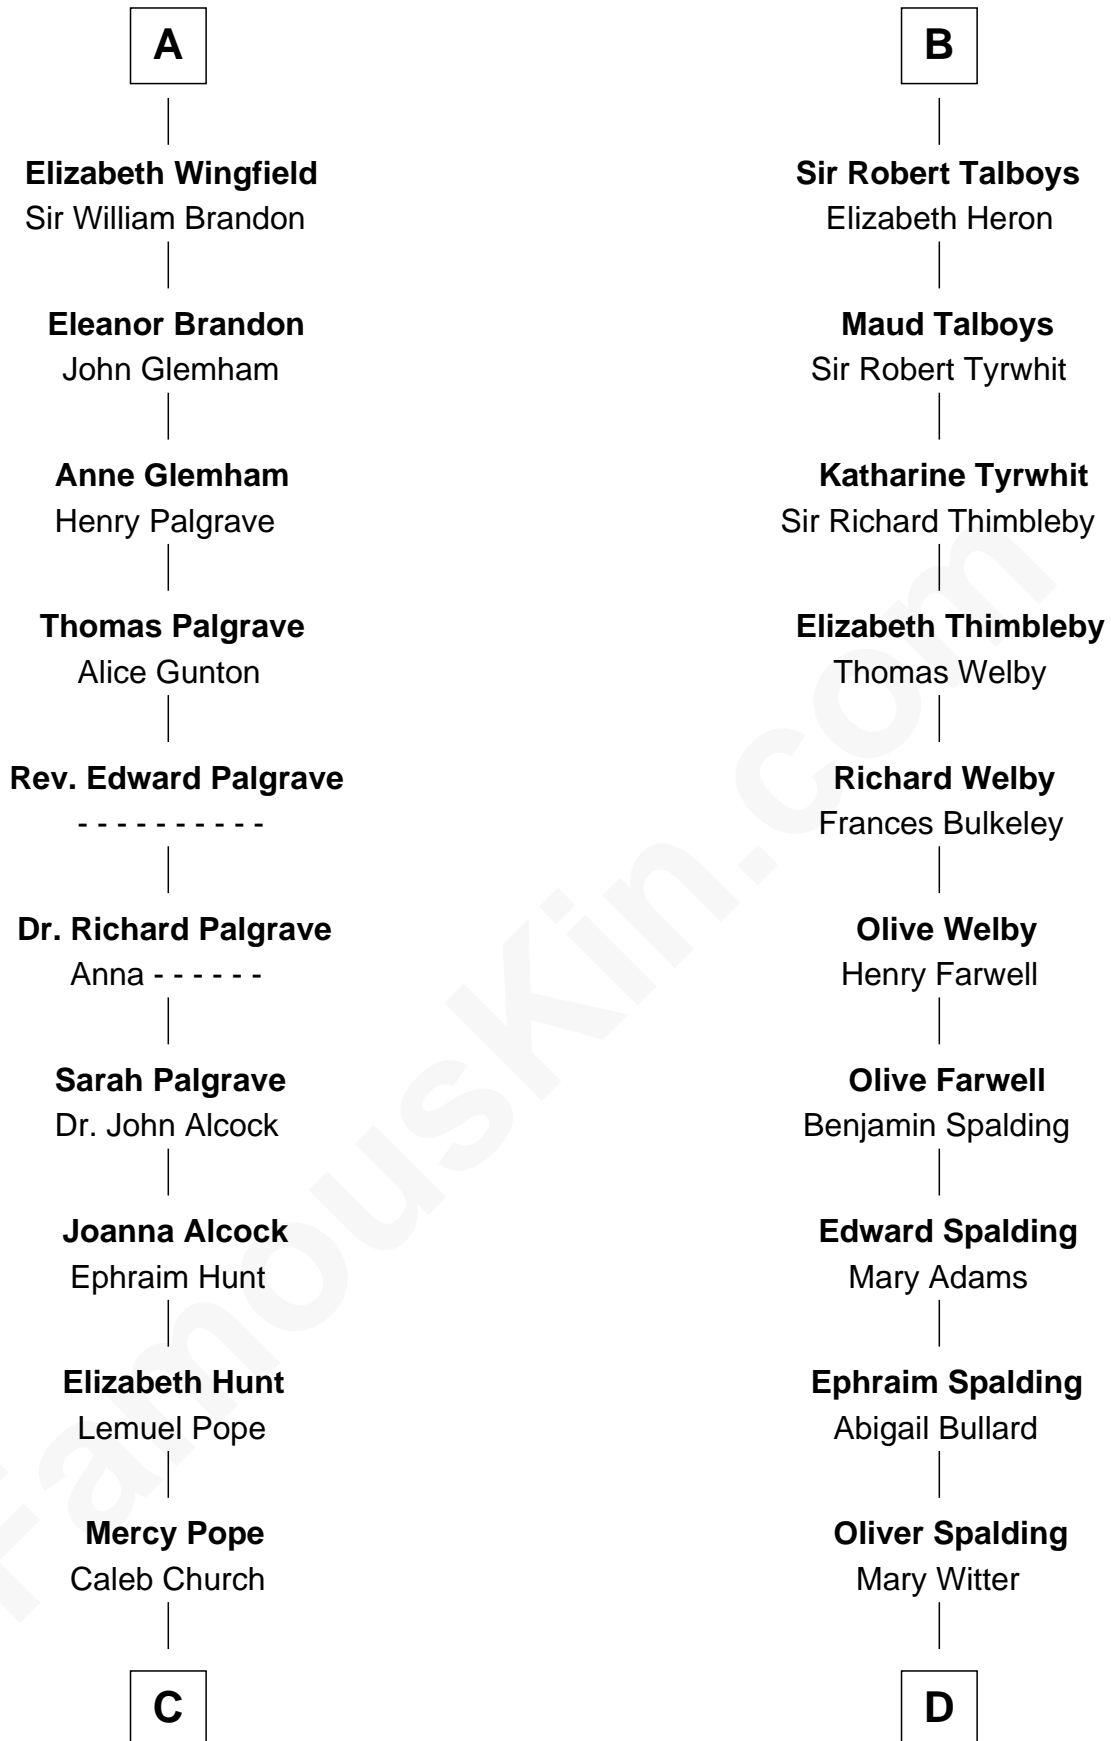 A
Elizabeth Wingfield
Sir William Brandon
Eleanor Brandon
John Glemham
Anne Glemham
Henry Palgrave
Thomas Palgrave
Alice Gunton
Rev. Edward Palgrave
- - - - - - - - - -
Dr. Richard Palgrave
Anna - - - - - -
Sarah Palgrave
Dr. John Alcock
Joanna Alcock
Ephraim Hunt
Elizabeth Hunt
Lemuel Pope
Mercy Pope
Caleb Church
C
B
Sir Robert Talboys
Elizabeth Heron
Maud Talboys
Sir Robert Tyrwhit
Katharine Tyrwhit
Sir Richard Thimbleby
Elizabeth Thimbleby
Thomas Welby
Richard Welby
Frances Bulkeley
Olive Welby
Henry Farwell
Olive Farwell
Benjamin Spalding
Edward Spalding
Mary Adams
Ephraim Spalding
Abigail Bullard
Oliver Spalding
Mary Witter
D
FamousKin.com